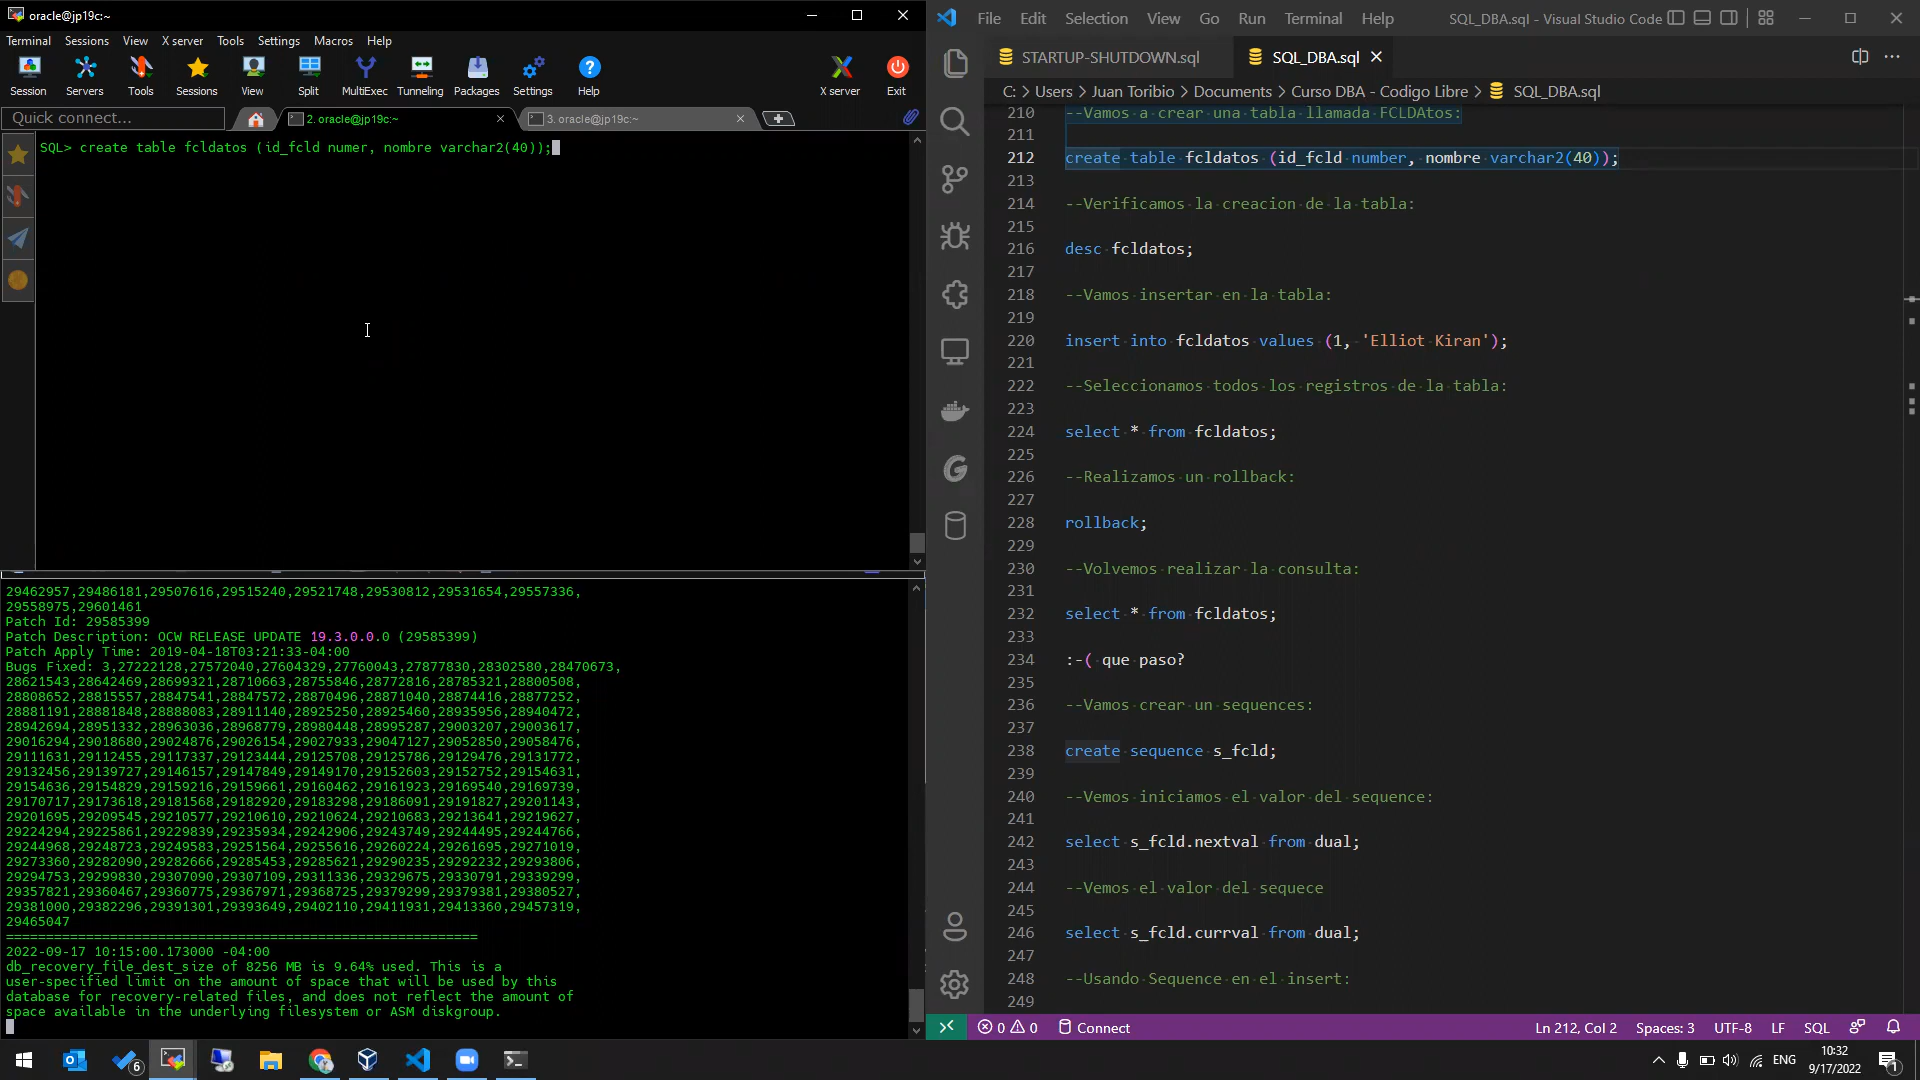 oracle@jp19c:~
Terminal Sessions View X server Tools Settings Macros Help
Session Servers Tools Sessions View Split MultiExec Tunneling Packages Settings Help X server Exit
Quick connect...
2. oracle@jp19c:~
3. oracle@jp19c:~
SQL> create table fcldatos (id_fcld numer, nombre varchar2(40));
29462957,29486181,29507616,29515240,29521748,29530812,29531654,29557336,
29558975,29601461
Patch Id: 29585399
Patch Description: OCW RELEASE UPDATE 19.3.0.0.0 (29585399)
Patch Apply Time: 2019-04-18T03:21:33-04:00
Bugs Fixed: 3,27222128,27572040,27604329,27760043,27877830,28302580,28470673,
28621543,28642469,28699321,28710663,28755846,28772816,28785321,28800508,
28808652,28815557,28847541,28847572,28870496,28871040,28874416,28877252,
28881191,28881848,28888083,28911140,28925250,28925460,28935956,28940472,
28942694,28951332,28963036,28968779,28980448,28995287,29003207,29003617,
29016294,29018680,29024876,29026154,29027933,29047127,29052850,29058476,
29111631,29112455,29117337,29123444,29125708,29125786,29129476,29131772,
29132456,29139727,29146157,29147849,29149170,29152603,29152752,29154631,
29154636,29154829,29159216,29159661,29160462,29161923,29169540,29169739,
29170717,29173618,29181568,29182920,29183298,29186091,29191827,29201143,
29201695,29209545,29210577,29210610,29210624,29210683,29213641,29219627,
29224294,29225861,29229839,29235934,29242906,29243749,29244495,29244766,
29244968,29248723,29249583,29251564,29255616,29260224,29261695,29271019,
29273360,29282090,29282666,29285453,29285621,29290235,29292232,29293806,
29294753,29299830,29307090,29307109,29311336,29329675,29330791,29339299,
29357821,29360467,29360775,29367971,29368725,29379299,29379381,29380527,
29381000,29382296,29391301,29393649,29402110,29411931,29413360,29457319,
29465047
===========================================================
2022-09-17 10:15:00.173000 -04:00
db_recovery_file_dest_size of 8256 MB is 9.64% used. This is a
user-specified limit on the amount of space that will be used by this
database for recovery-related files, and does not reflect the amount of
space available in the underlying filesystem or ASM diskgroup.
File Edit Selection View Go Run Terminal Help
SQL_DBA.sql - Visual Studio Code
STARTUP-SHUTDOWN.sql
SQL_DBA.sql
C: > Users > Juan Toribio > Documents > Curso DBA - Codigo Libre > SQL_DBA.sql
210 --Vamos a crear una tabla llamada FCLDAtos:
211
212 create table fcldatos (id_fcld number, nombre varchar2(40));
213
214 --Verificamos la creacion de la tabla:
215
216 desc fcldatos;
217
218 --Vamos insertar en la tabla:
219
220 insert into fcldatos values (1, 'Elliot Kiran');
221
222 --Seleccionamos todos los registros de la tabla:
223
224 select * from fcldatos;
225
226 --Realizamos un rollback:
227
228 rollback;
229
230 --Volvemos realizar la consulta:
231
232 select * from fcldatos;
233
234 :-( que paso?
235
236 --Vamos crear un sequences:
237
238 create sequence s_fcld;
239
240 --Vemos iniciamos el valor del sequence:
241
242 select s_fcld.nextval from dual;
243
244 --Vemos el valor del sequece
245
246 select s_fcld.currval from dual;
247
248 --Usando Sequence en el insert:
249
0 0 Connect
Ln 212, Col 2 Spaces: 3 UTF-8 LF SQL
6
ENG
10:32
9/17/2022
1